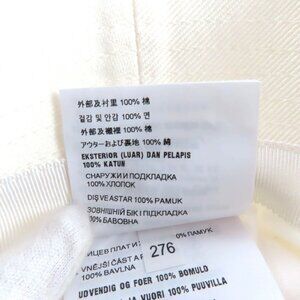 外部及衬里 100% 棉
겉감 및 안감 100% 면
外部及襯裡 100% 棉
アウターおよび裏地 100% 綿
EKSTERIOR (LUAR) DAN PELAPIS
100% KATUN
СНАРУЖИ И ПОДКЛАДКА
100% ХЛОПОК
DIŞ VE ASTAR 100% PAMUK
ЗОВНІШНІЙ БІК І ПІДКЛАДКА
100% БАВОВНА
276
100% BAVLNA
UDVENDIG OG FOER 100% BOMULD
JA VUORI 100% PUUVILLA